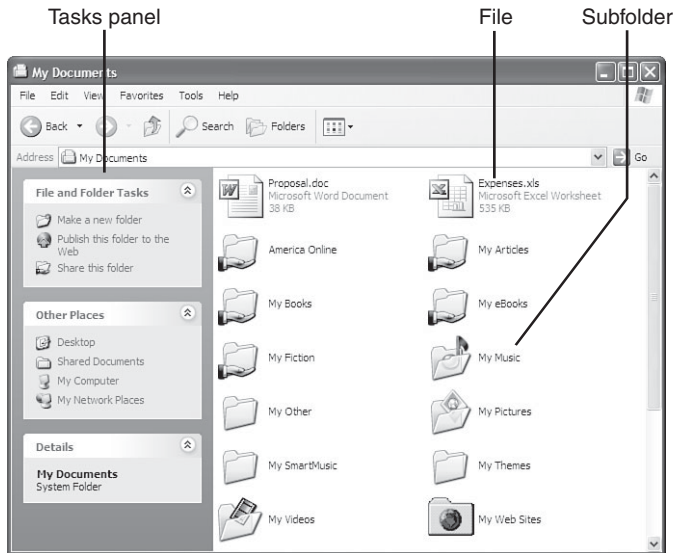 Tasks panel
File
Subfolder
My Documents
File Edit View Favorites Tools Help
Back Search Folders
Address My Documents Go
File and Folder Tasks
Make a new folder
Publish this folder to the
Web
Share this folder
Other Places
Desktop
Shared Documents
My Computer
My Network Places
Details
My Documents
System Folder
Proposal.doc
Microsoft Word Document
38 KB
Expenses.xls
Microsoft Excel Worksheet
535 KB
America Online
My Articles
My Books
My eBooks
My Fiction
My Music
My Other
My Pictures
My SmartMusic
My Themes
My Videos
My Web Sites